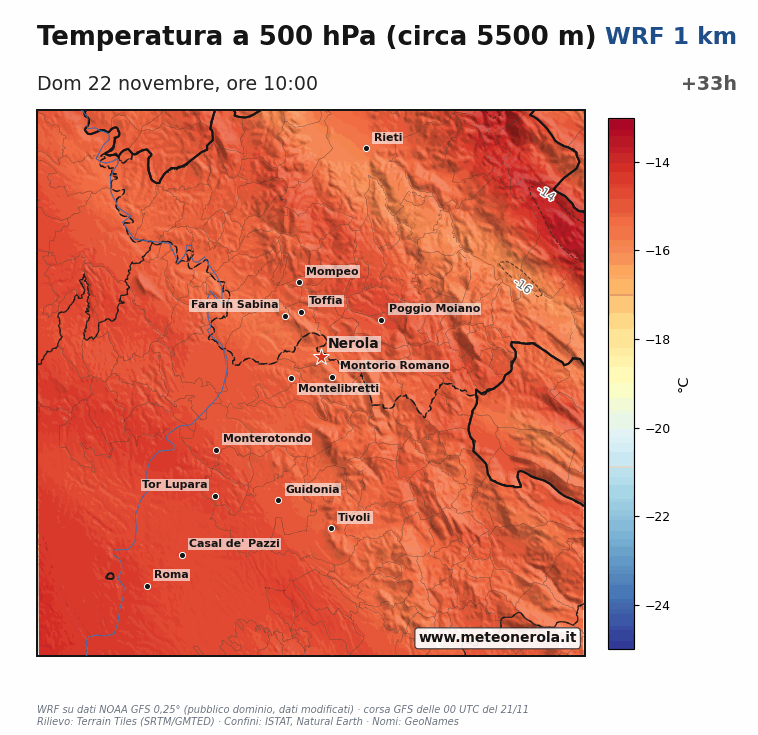 Temperatura a 500 hPa (circa 5500 m) WRF 1 km
Dom 22 novembre, ore 10:00 +33h
Rieti
-14
-16
Mompeo
Fara in Sabina
Toffia
Poggio Moiano
Nerola
Montorio Romano
Montelibretti
Monterotondo
Tor Lupara
Guidonia
Tivoli
Casal de' Pazzi
Roma
www.meteonerola.it
−14
−16
−18
−20
−22
−24
°C
WRF su dati NOAA GFS 0,25° (pubblico dominio, dati modificati) · corsa GFS delle 00 UTC del 21/11
Rilievo: Terrain Tiles (SRTM/GMTED) · Confini: ISTAT, Natural Earth · Nomi: GeoNames